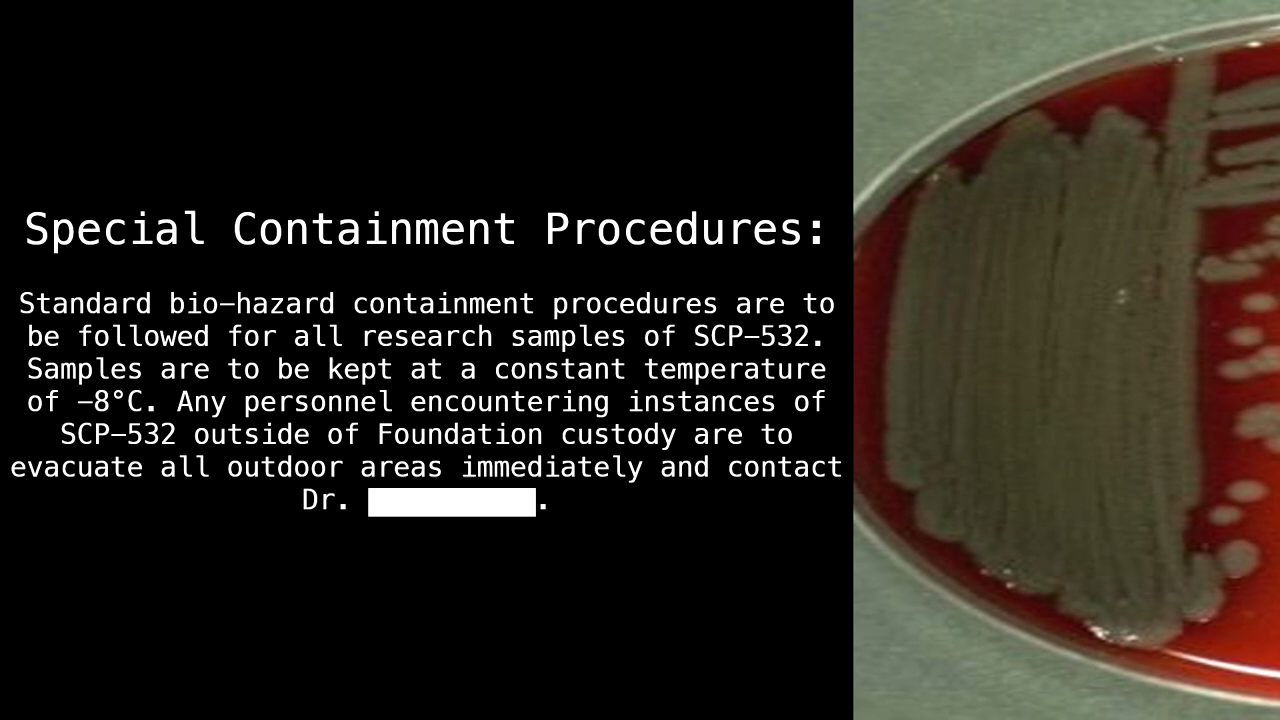 Special Containment Procedures:
Standard bio-hazard containment procedures are to
be followed for all research samples of SCP-532.
Samples are to be kept at a constant temperature
of -8°C. Any personnel encountering instances of
SCP-532 outside of Foundation custody are to
evacuate all outdoor areas immediately and contact
Dr. ██████████.